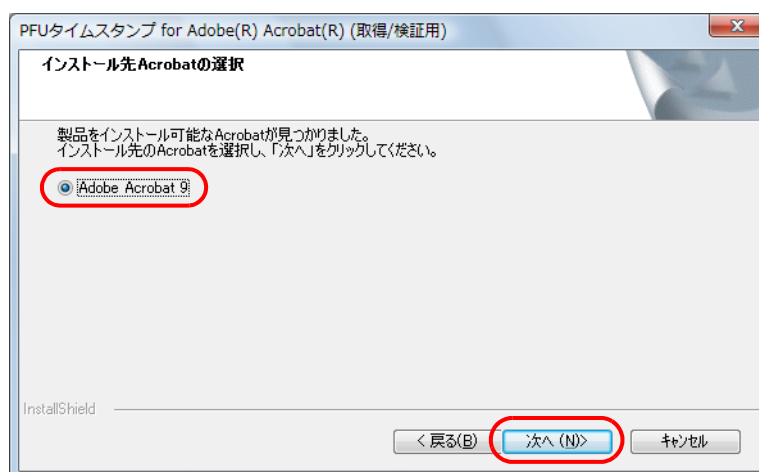 PFUタイムスタンプ for Adobe(R) Acrobat(R) (取得/検証用)
インストール先Acrobatの選択
製品をインストール可能なAcrobatが見つかりました。
インストール先のAcrobatを選択し、「次へ」をクリックしてください。
Adobe Acrobat 9
InstallShield
< 戻る(B) 次へ (N)> キャンセル